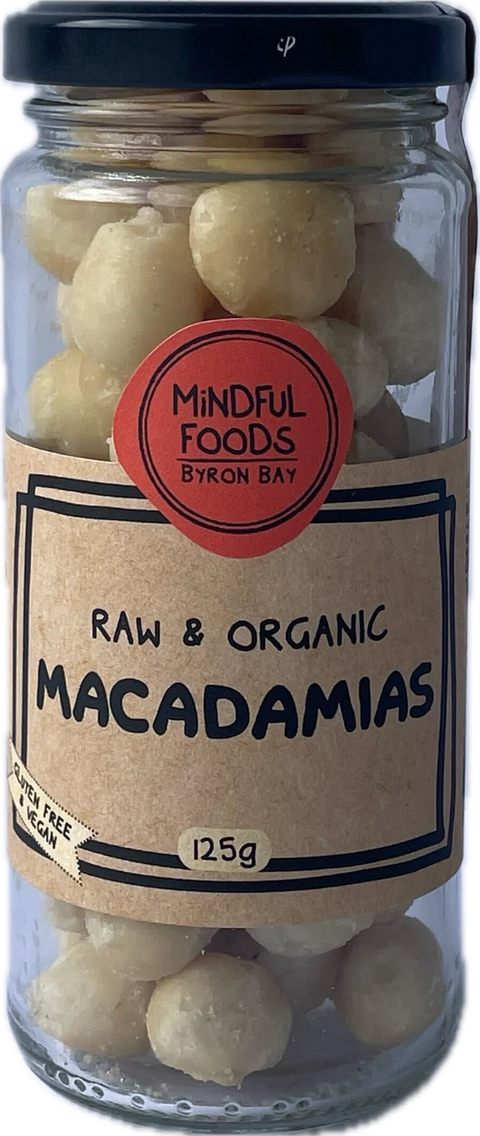 MiNDFUL
FOODS
BYRON BAY
RAW & ORGANIC
MACADAMIAS
GLUTEN FREE
& VEGAN
125g